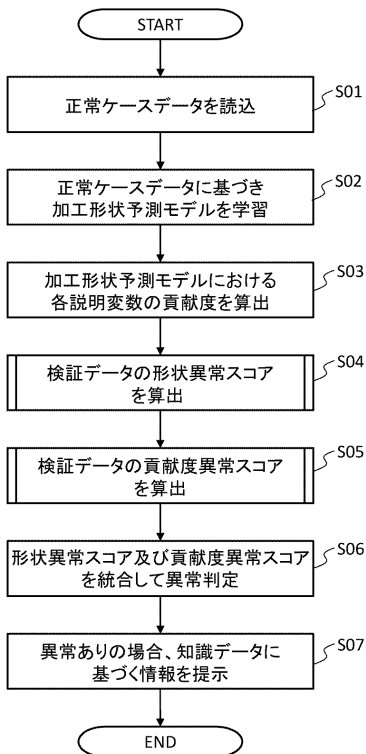 START
正常ケースデータを読込
S01
正常ケースデータに基づき
加工形状予測モデルを学習
S02
加工形状予測モデルにおける
各説明変数の貢献度を算出
S03
検証データの形状異常スコア
を算出
S04
検証データの貢献度異常スコア
を算出
S05
形状異常スコア及び貢献度異常スコア
を統合して異常判定
S06
異常ありの場合、知識データに
基づく情報を提示
S07
END